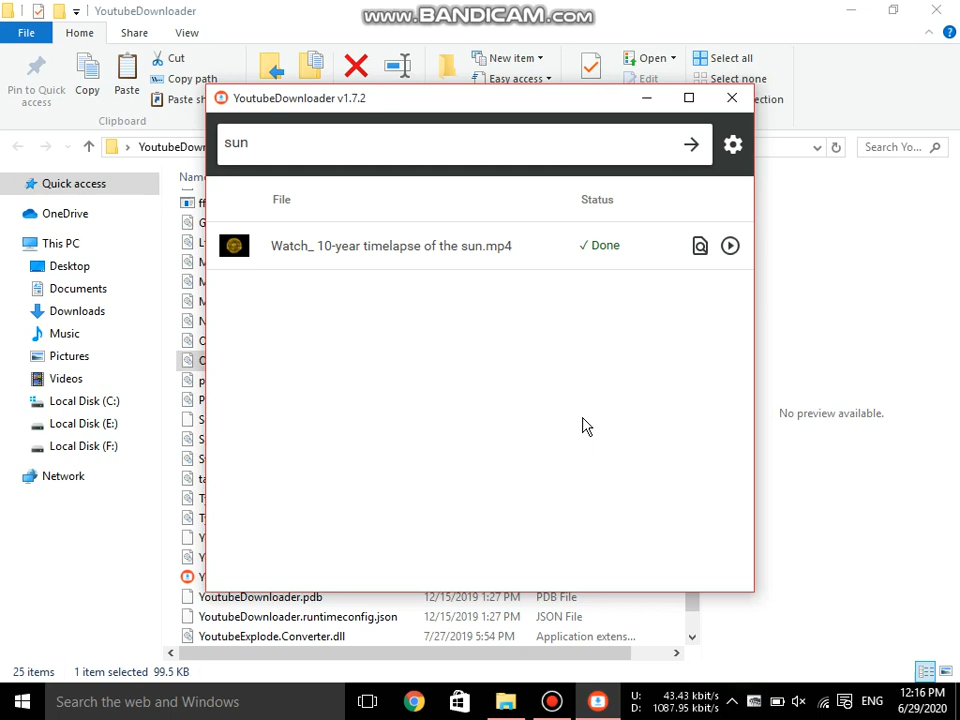 YoutubeDownloader
www.BANDICAM.com
File
Home
Share
View
Pin to Quick
access
Copy
Paste
Cut
Copy path
Paste sh
Clipboard
New item
Easy access
Open
Edit
Select all
Select none
ection
YoutubeDow
Search Yo...
YoutubeDownloader v1.7.2
sun
File
Status
Watch_ 10-year timelapse of the sun.mp4
✓ Done
Quick access
OneDrive
This PC
Desktop
Documents
Downloads
Music
Pictures
Videos
Local Disk (C:)
Local Disk (E:)
Local Disk (F:)
Network
No preview available.
YoutubeDownloader.pdb 12/15/2019 1:27 PM PDB File
YoutubeDownloader.runtimeconfig.json 12/15/2019 1:27 PM JSON File
YoutubeExplode.Converter.dll 7/27/2019 5:54 PM Application extens...
25 items 1 item selected 99.5 KB
Search the web and Windows
U: 43.43 kbit/s
D: 1087.95 kbit/s
ENG
12:16 PM
6/29/2020